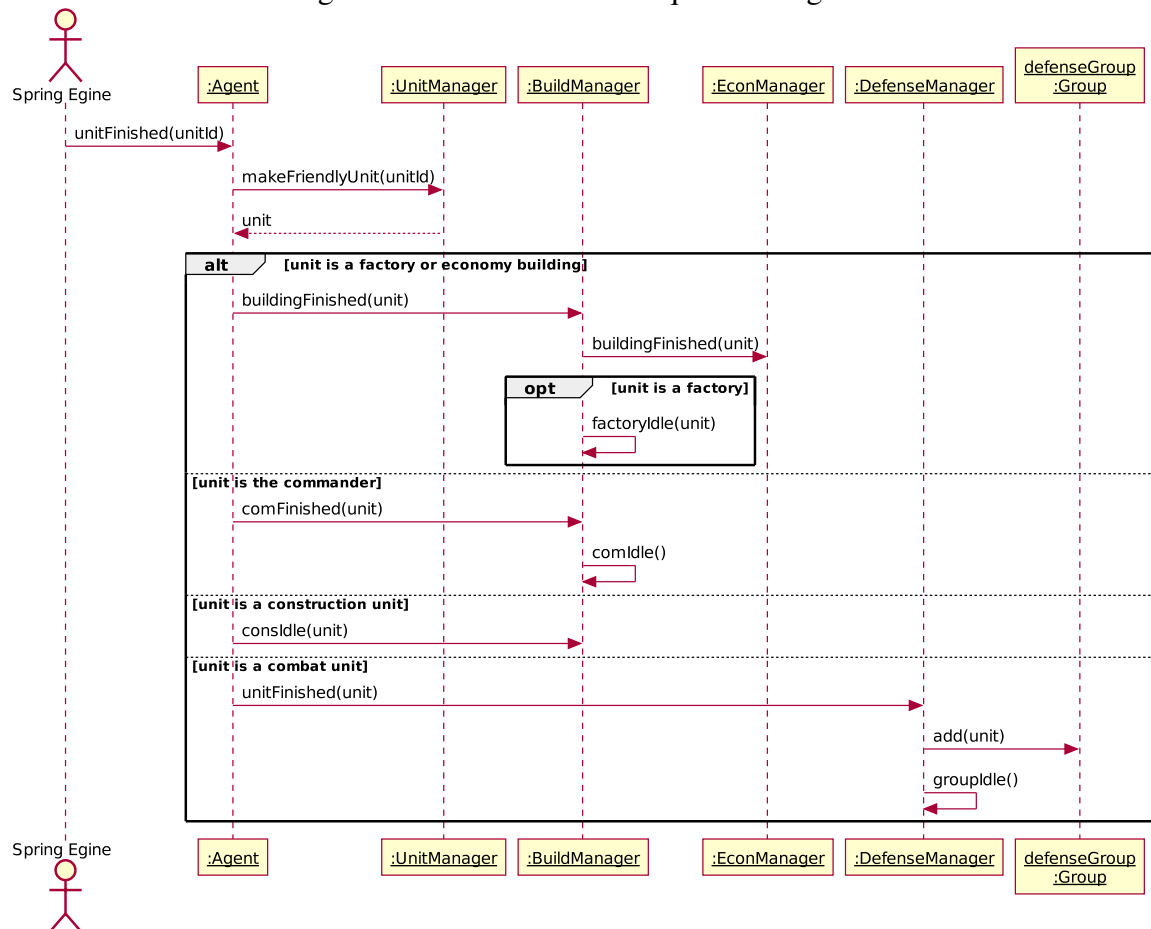 Spring Egine
:Agent
:UnitManager
:BuildManager
:EconManager
:DefenseManager
defenseGroup
:Group
unitFinished(unitId)
makeFriendlyUnit(unitId)
unit
alt
[unit is a factory or economy building]
buildingFinished(unit)
buildingFinished(unit)
opt
[unit is a factory]
factoryIdle(unit)
[unit is the commander]
comFinished(unit)
comIdle()
[unit is a construction unit]
consIdle(unit)
[unit is a combat unit]
unitFinished(unit)
add(unit)
groupIdle()
Spring Egine
:Agent
:UnitManager
:BuildManager
:EconManager
:DefenseManager
defenseGroup
:Group